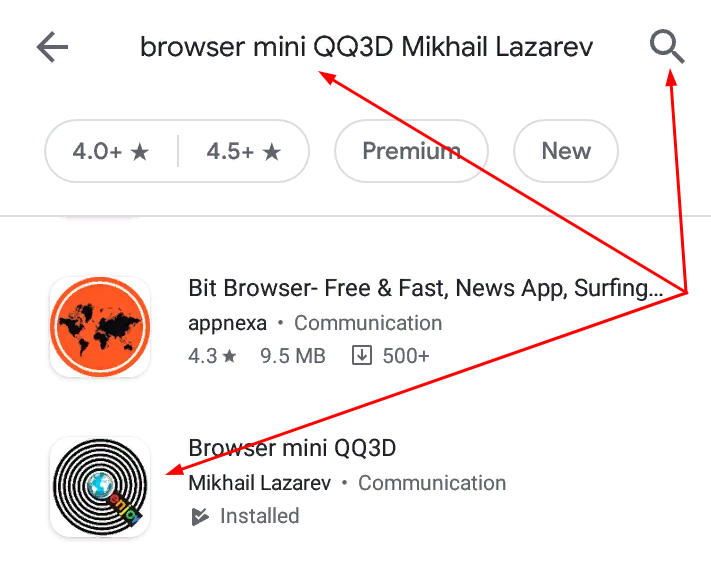 browser mini QQ3D Mikhail Lazarev
4.0+ ★ 4.5+ ★ Premium New
Bit Browser- Free & Fast, News App, Surfing...
appnexa • Communication
4.3 ★ 9.5 MB 500+
Browser mini QQ3D
Mikhail Lazarev • Communication
enjoy
Installed